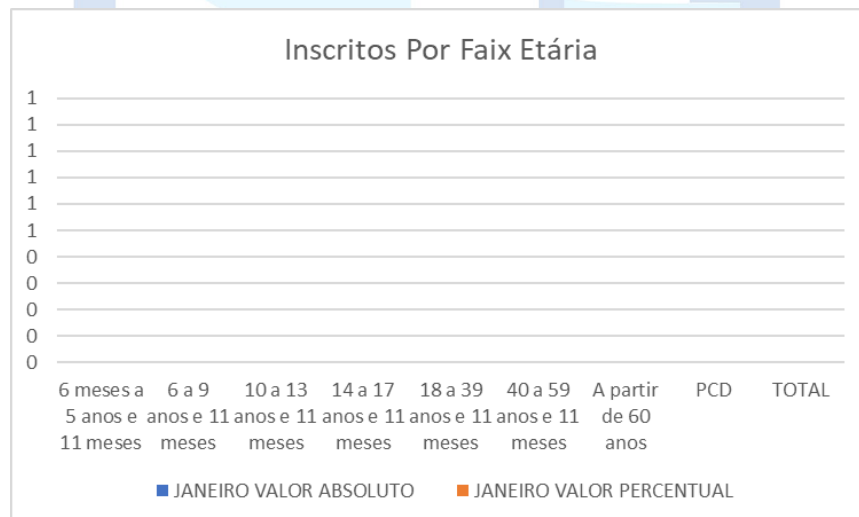 Inscritos Por Faix Etária
1
1
1
1
1
1
0
0
0
0
0
6 meses a 5 anos e 11 meses
6 a 9 anos e 11 meses
10 a 13 anos e 11 meses
14 a 17 anos e 11 meses
18 a 39 anos e 11 meses
40 a 59 anos e 11 meses
A partir de 60 anos
PCD
TOTAL
JANEIRO VALOR ABSOLUTO
JANEIRO VALOR PERCENTUAL